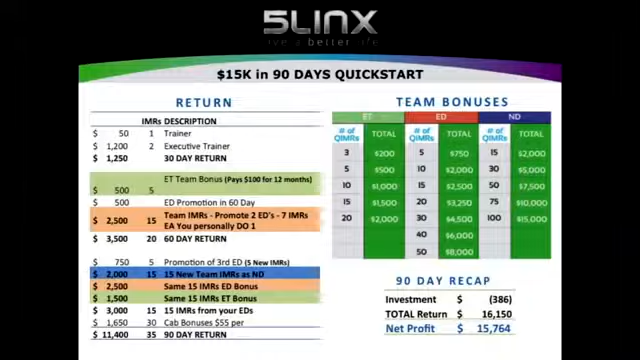 5LINX
$15K in 90 DAYS QUICKSTART
RETURN
IMRs DESCRIPTION
$ 50 1 Trainer
$ 1,200 2 Executive Trainer
$ 1,250 30 DAY RETURN
ET Team Bonus (Pays $100 for 12 months)
$ 500 5
$ 500 ED Promotion in 60 Day
$ 2,500 15 Team IMRs - Promote 2 ED's - 7 IMRs
EA You personally DO 1
$ 3,500 20 60 DAY RETURN
$ 750 5 Promotion of 3rd ED (5 New IMRs)
$ 2,000 15 15 New Team IMRs as ND
$ 2,500 Same 15 IMRs ED Bonus
$ 1,500 Same 15 IMRs ET Bonus
$ 3,000 15 15 IMRs from your EDs
$ 1,650 30 Cab Bonuses $55 per
$ 11,400 35 90 DAY RETURN
TEAM BONUSES
ET ED ND
# of QIMRs TOTAL # of QIMRs TOTAL # of QIMRs TOTAL
3 $200 5 $750 15 $2,000
5 $500 10 $2,000 30 $5,000
10 $1,000 15 $2,500 50 $7,500
15 $1,500 20 $3,250 75 $10,000
20 $2,000 30 $4,500 100 $15,000
40 $6,000
50 $8,000
90 DAY RECAP
Investment $ (386)
TOTAL Return $ 16,150
Net Profit $ 15,764